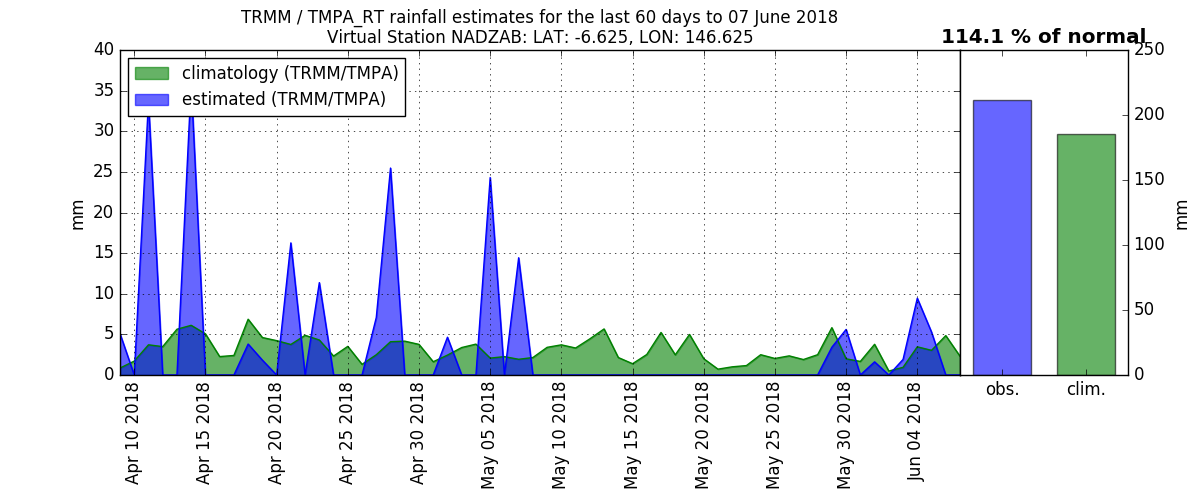 TRMM / TMPA_RT rainfall estimates for the last 60 days to 07 June 2018
Virtual Station NADZAB: LAT: -6.625, LON: 146.625
114.1 % of normal
climatology (TRMM/TMPA)
estimated (TRMM/TMPA)
40
35
30
25
20
15
10
5
0
mm
Apr 10 2018
Apr 15 2018
Apr 20 2018
Apr 25 2018
Apr 30 2018
May 05 2018
May 10 2018
May 15 2018
May 20 2018
May 25 2018
May 30 2018
Jun 04 2018
250
200
150
100
50
0
mm
obs.
clim.